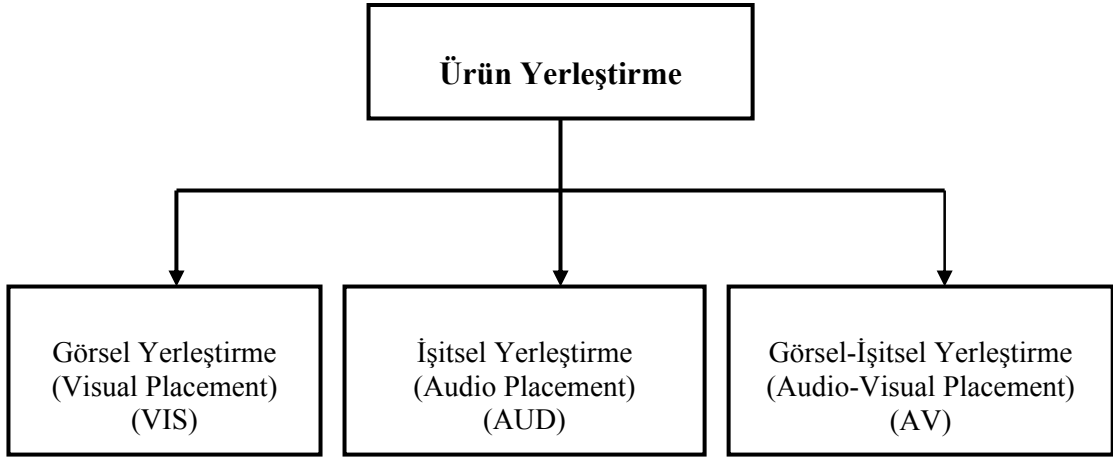 Ürün Yerleştirme
Görsel Yerleştirme
(Visual Placement)
(VIS)
İşitsel Yerleştirme
(Audio Placement)
(AUD)
Görsel-İşitsel Yerleştirme
(Audio-Visual Placement)
(AV)